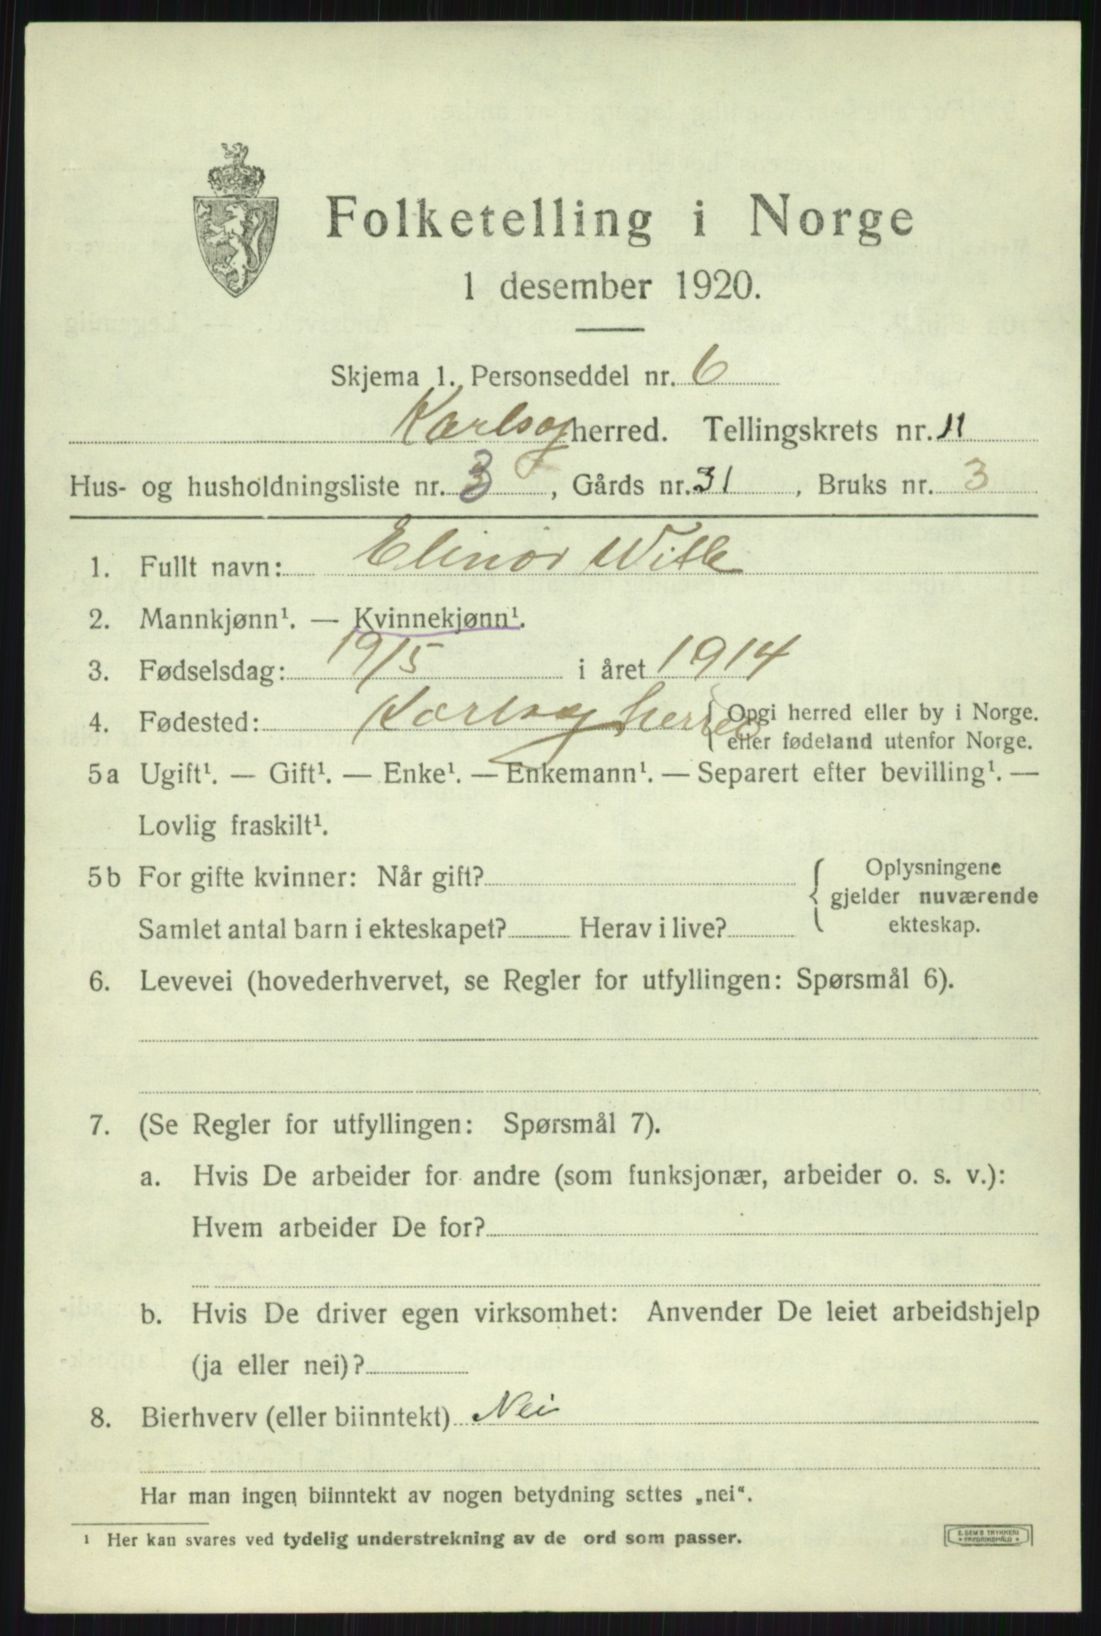 Folketelling i Norge
1 desember 1920.
Skjema 1. Personseddel nr. 6
Karlsøy herred. Tellingskrets nr. 11
Hus- og husholdningsliste nr. 3, Gårds nr. 31, Bruks nr. 3
1. Fullt navn: Elinor
2. Mannkjønn¹. — Kvinnekjønn¹.
3. Fødselsdag: 19/5 i året 1914
4. Fødested: Karlsøy herred { Opgi herred eller by i Norge.
eller fødeland utenfor Norge.
5a Ugift¹. — Gift¹. — Enke¹. — Enkemann¹. — Separert efter bevilling¹. —
Lovlig fraskilt¹.
5b For gifte kvinner: Når gift?
Samlet antal barn i ekteskapet? Herav i live?
{ Oplysningene
gjelder nuværende
ekteskap.
6. Levevei (hovederhvervet, se Regler for utfyllingen: Spørsmål 6).
7. (Se Regler for utfyllingen: Spørsmål 7).
a. Hvis De arbeider for andre (som funksjonær, arbeider o. s. v.):
Hvem arbeider De for?
b. Hvis De driver egen virksomhet: Anvender De leiet arbeidshjelp
(ja eller nei)?
8. Bierhverv (eller biinntekt) Nei
Har man ingen biinntekt av nogen betydning settes „nei“.
¹ Her kan svares ved tydelig understrekning av de ord som passer.